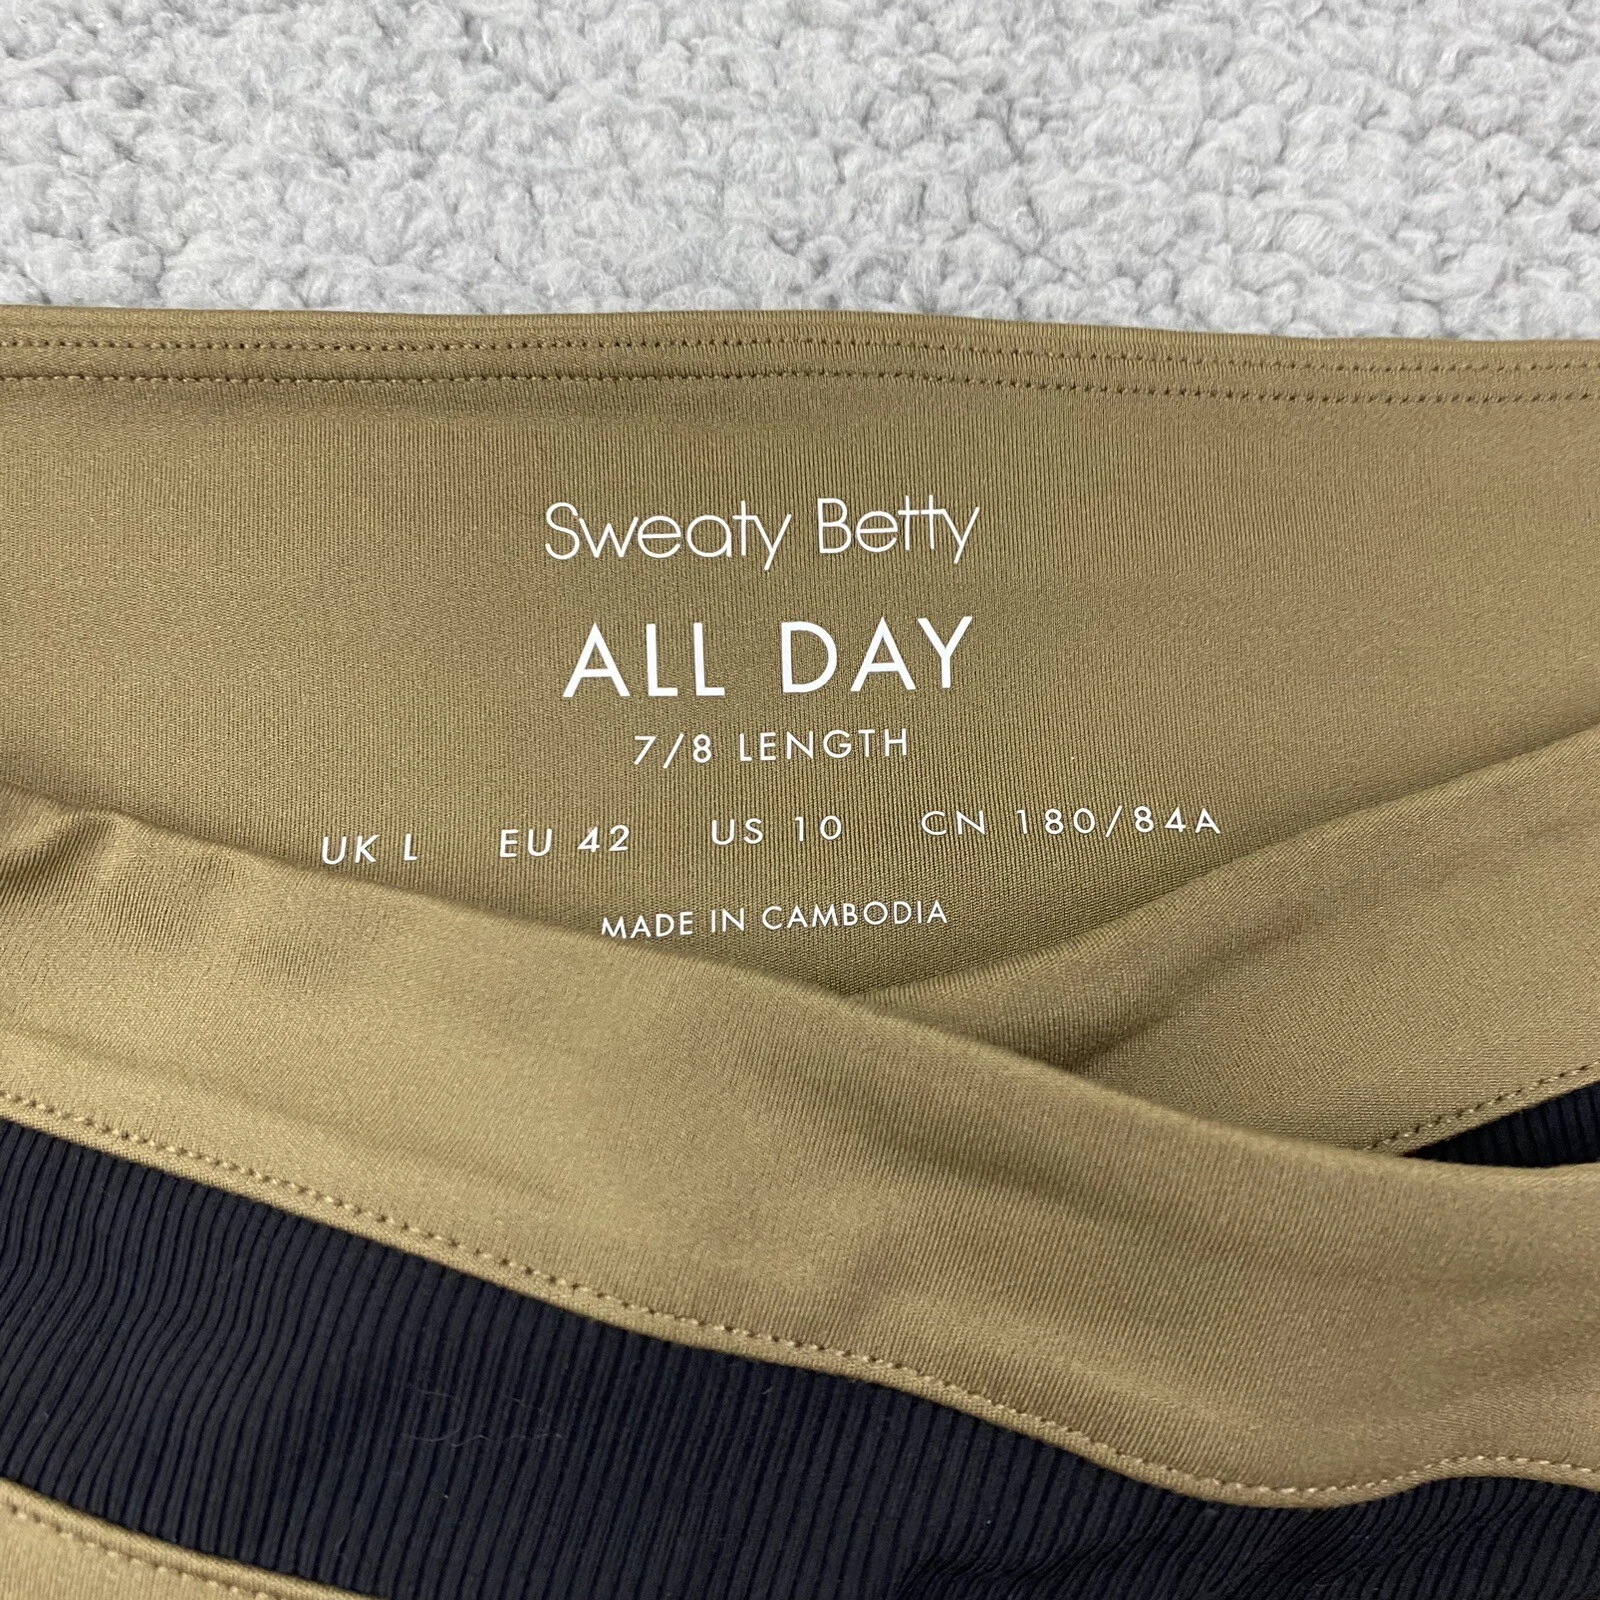 Sweaty Betty
ALL DAY
7/8 LENGTH
UK L EU 42 US 10 CN 180/84A
MADE IN CAMBODIA